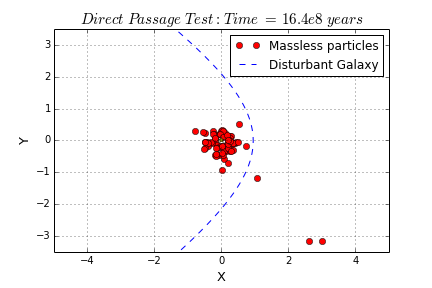 Direct Passage Test: Time = 16.4e8 years
Massless particles
Disturbant Galaxy
3
2
1
0
−1
−2
−3
Y
−4
−2
0
2
4
X